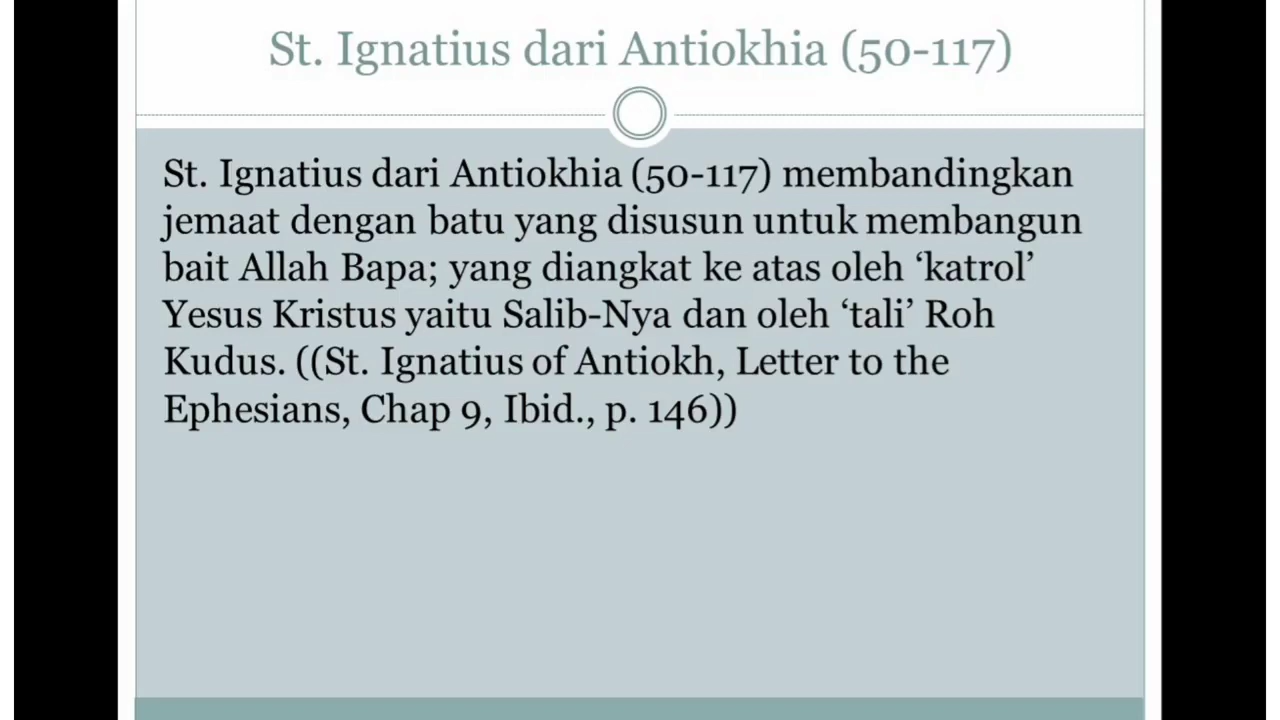 St. Ignatius dari Antiokhia (50-117)
St. Ignatius dari Antiokhia (50-117) membandingkan
jemaat dengan batu yang disusun untuk membangun
bait Allah Bapa; yang diangkat ke atas oleh ‘katrol’
Yesus Kristus yaitu Salib-Nya dan oleh ‘tali’ Roh
Kudus. ((St. Ignatius of Antiokh, Letter to the
Ephesians, Chap 9, Ibid., p. 146))